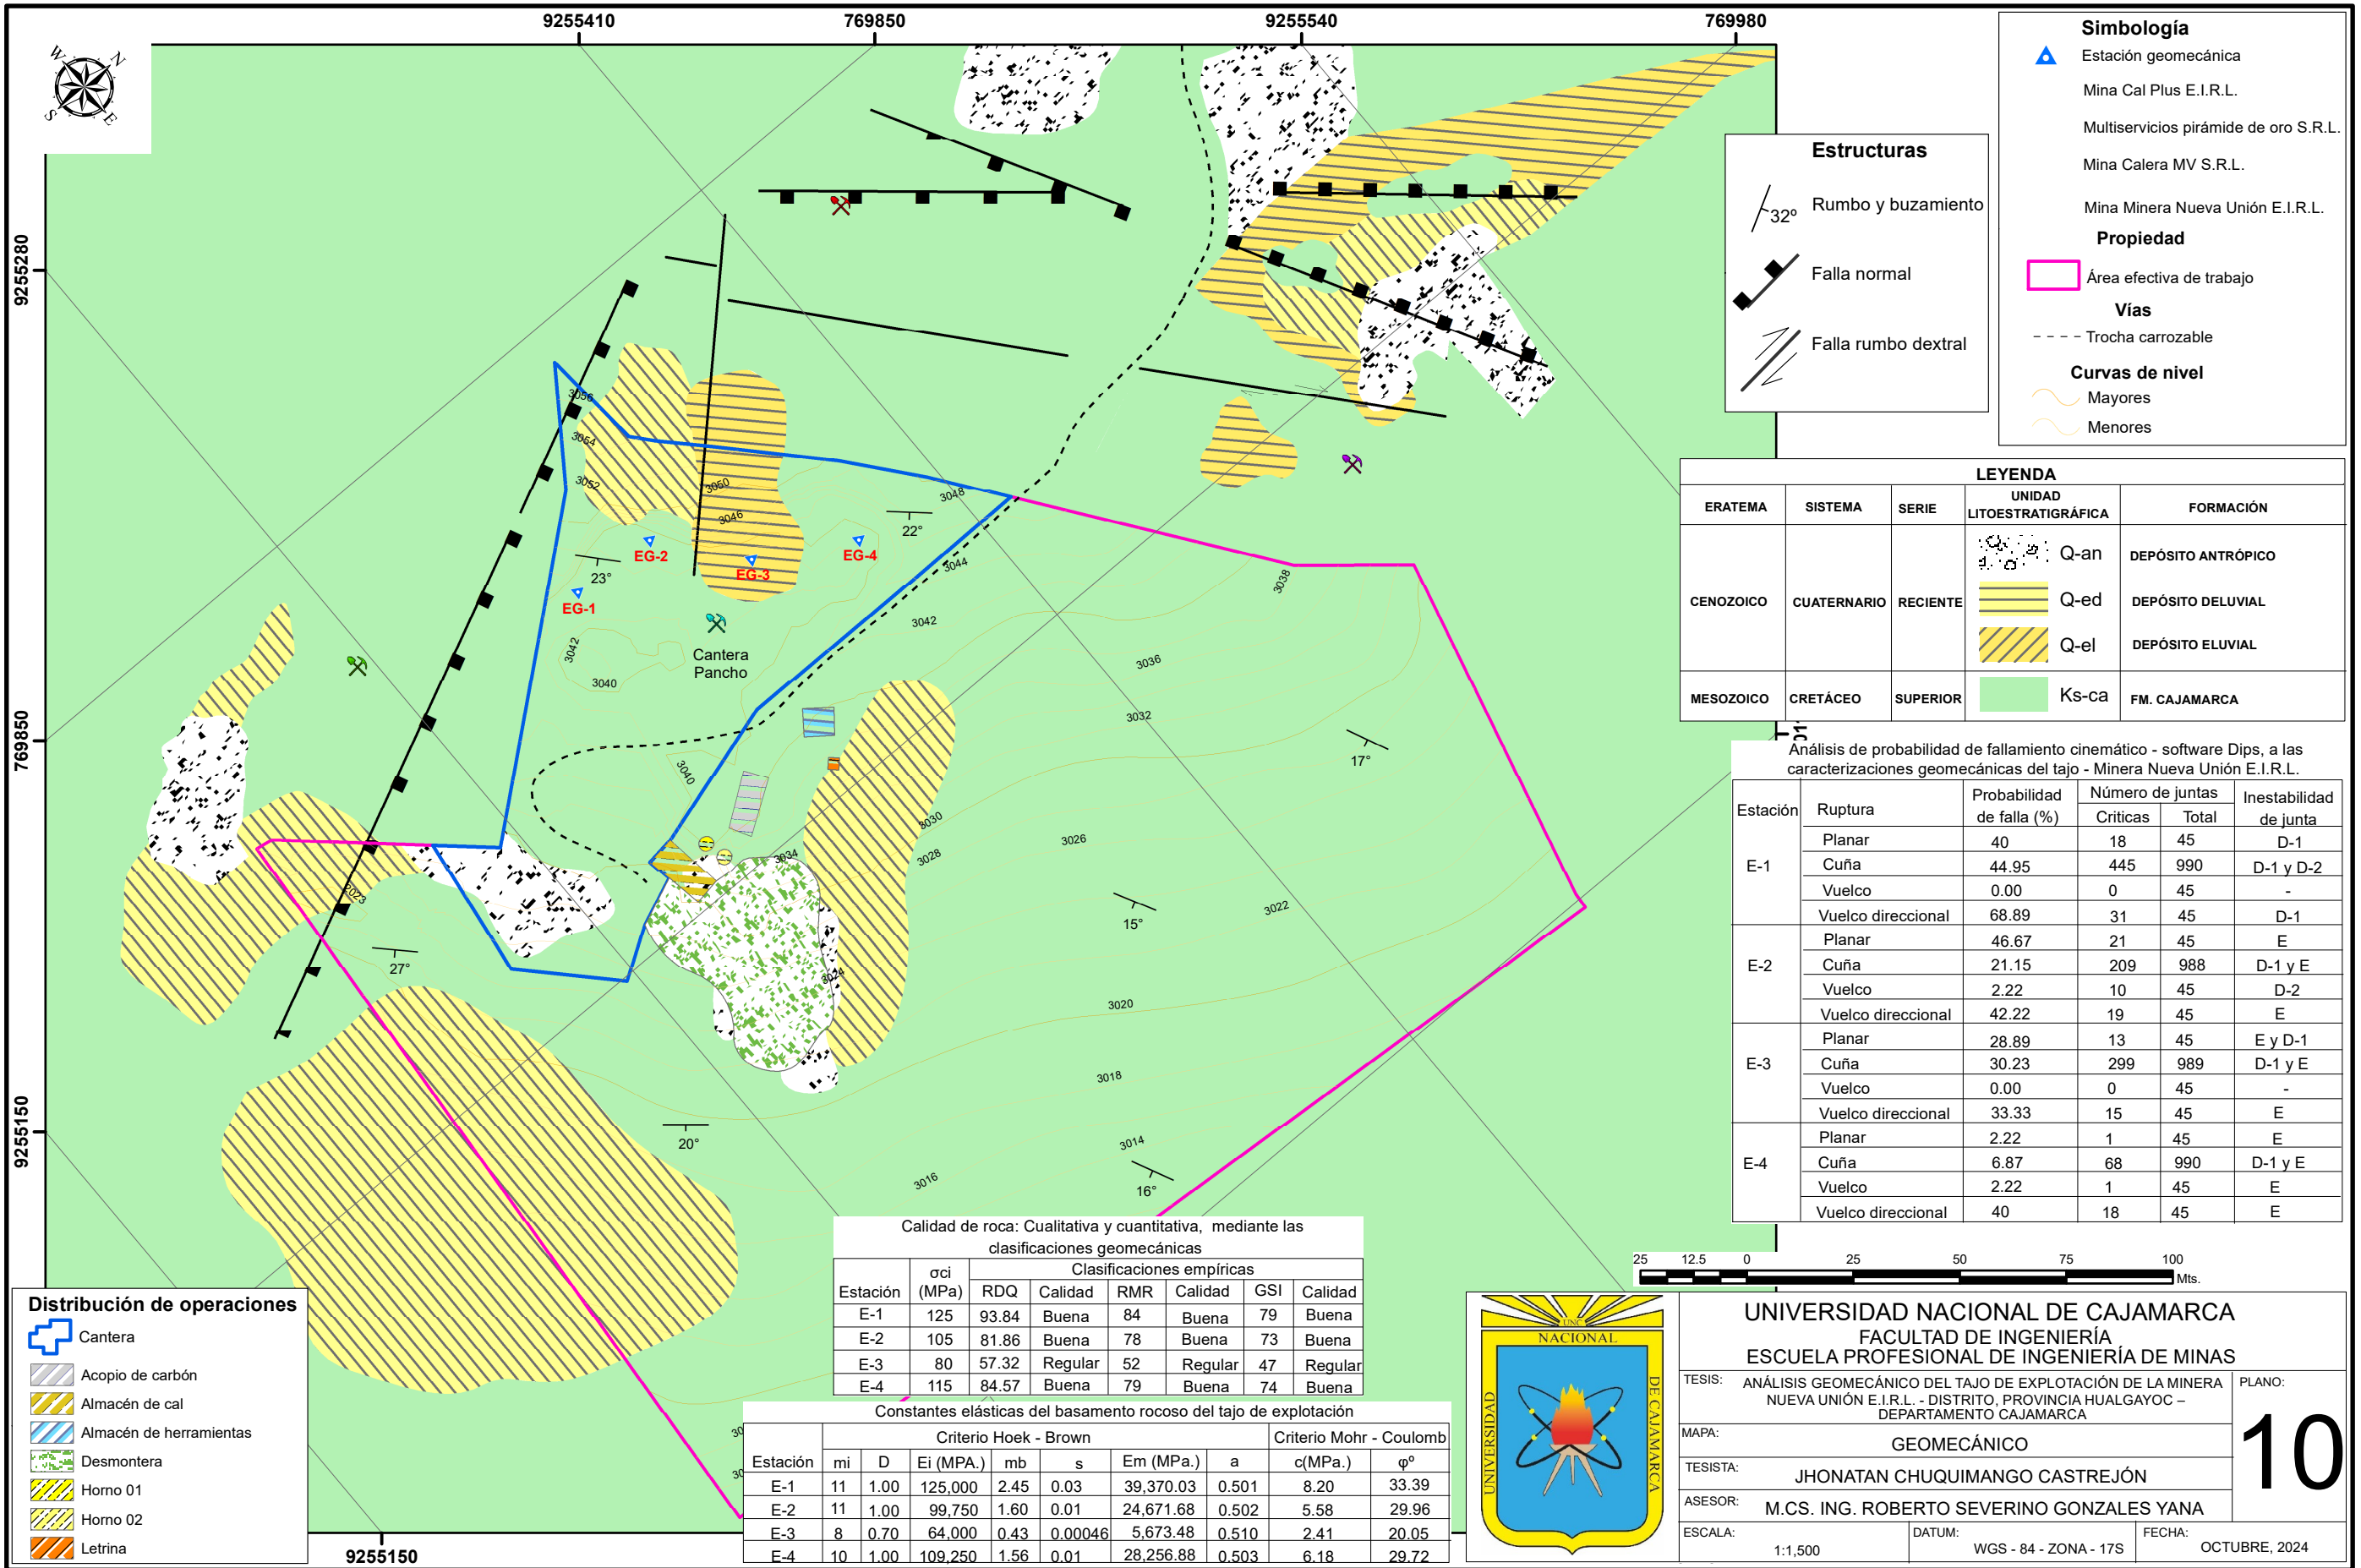 9255410
769850
9255540
769980
N
W
S
E
9255280
769850
9255150
9255150
Simbología
Estación geomecánica
Mina Cal Plus E.I.R.L.
Multiservicios pirámide de oro S.R.L.
Mina Calera MV S.R.L.
Mina Minera Nueva Unión E.I.R.L.
Propiedad
Área efectiva de trabajo
Vías
Trocha carrozable
Curvas de nivel
Mayores
Menores
Estructuras
32º
Rumbo y buzamiento
Falla normal
Falla rumbo dextral
3056
3054
3052
3050
3046
3048
22°
EG-2
EG-3
EG-4
23°
EG-1
3044
3038
3042
3042
Cantera
Pancho
3040
3036
3032
3040
17°
3030
3034
3028
3026
2023
3022
15°
27°
3024
3020
3018
20°
3014
3016
16°
LEYENDA
ERATEMA SISTEMA SERIE UNIDAD LITOESTRATIGRÁFICA FORMACIÓN
Q-an DEPÓSITO ANTRÓPICO
CENOZOICO CUATERNARIO RECIENTE Q-ed DEPÓSITO DELUVIAL
Q-el DEPÓSITO ELUVIAL
MESOZOICO CRETÁCEO SUPERIOR Ks-ca FM. CAJAMARCA
Análisis de probabilidad de fallamiento cinemático - software Dips, a las
caracterizaciones geomecánicas del tajo - Minera Nueva Unión E.I.R.L.
Estación Ruptura Probabilidad de falla (%) Número de juntas Criticas Total Inestabilidad de junta
E-1 Planar 40 18 45 D-1
Cuña 44.95 445 990 D-1 y D-2
Vuelco 0.00 0 45 -
Vuelco direccional 68.89 31 45 D-1
E-2 Planar 46.67 21 45 E
Cuña 21.15 209 988 D-1 y E
Vuelco 2.22 10 45 D-2
Vuelco direccional 42.22 19 45 E
E-3 Planar 28.89 13 45 E y D-1
Cuña 30.23 299 989 D-1 y E
Vuelco 0.00 0 45 -
Vuelco direccional 33.33 15 45 E
E-4 Planar 2.22 1 45 E
Cuña 6.87 68 990 D-1 y E
Vuelco 2.22 1 45 E
Vuelco direccional 40 18 45 E
Calidad de roca: Cualitativa y cuantitativa, mediante las
clasificaciones geomecánicas
Estación σci (MPa) Clasificaciones empíricas
RDQ Calidad RMR Calidad GSI Calidad
E-1 125 93.84 Buena 84 Buena 79 Buena
E-2 105 81.86 Buena 78 Buena 73 Buena
E-3 80 57.32 Regular 52 Regular 47 Regular
E-4 115 84.57 Buena 79 Buena 74 Buena
Constantes elásticas del basamento rocoso del tajo de explotación
Criterio Hoek - Brown Criterio Mohr - Coulomb
Estación mi D Ei (MPA.) mb s Em (MPa.) a c(MPa.) φº
E-1 11 1.00 125,000 2.45 0.03 39,370.03 0.501 8.20 33.39
E-2 11 1.00 99,750 1.60 0.01 24,671.68 0.502 5.58 29.96
E-3 8 0.70 64,000 0.43 0.00046 5,673.48 0.510 2.41 20.05
E-4 10 1.00 109,250 1.56 0.01 28,256.88 0.503 6.18 29.72
25 12.5 0 25 50 75 100
Mts.
Distribución de operaciones
Cantera
Acopio de carbón
Almacén de cal
Almacén de herramientas
Desmontera
Horno 01
Horno 02
Letrina
UNC
NACIONAL
UNIVERSIDAD
DE CAJAMARCA
UNIVERSIDAD NACIONAL DE CAJAMARCA
FACULTAD DE INGENIERÍA
ESCUELA PROFESIONAL DE INGENIERÍA DE MINAS
TESIS: ANÁLISIS GEOMECÁNICO DEL TAJO DE EXPLOTACIÓN DE LA MINERA
NUEVA UNIÓN E.I.R.L. - DISTRITO, PROVINCIA HUALGAYOC –
DEPARTAMENTO CAJAMARCA
PLANO:
10
MAPA: GEOMECÁNICO
TESISTA: JHONATAN CHUQUIMANGO CASTREJÓN
ASESOR: M.CS. ING. ROBERTO SEVERINO GONZALES YANA
ESCALA: 1:1,500
DATUM: WGS - 84 - ZONA - 17S
FECHA: OCTUBRE, 2024